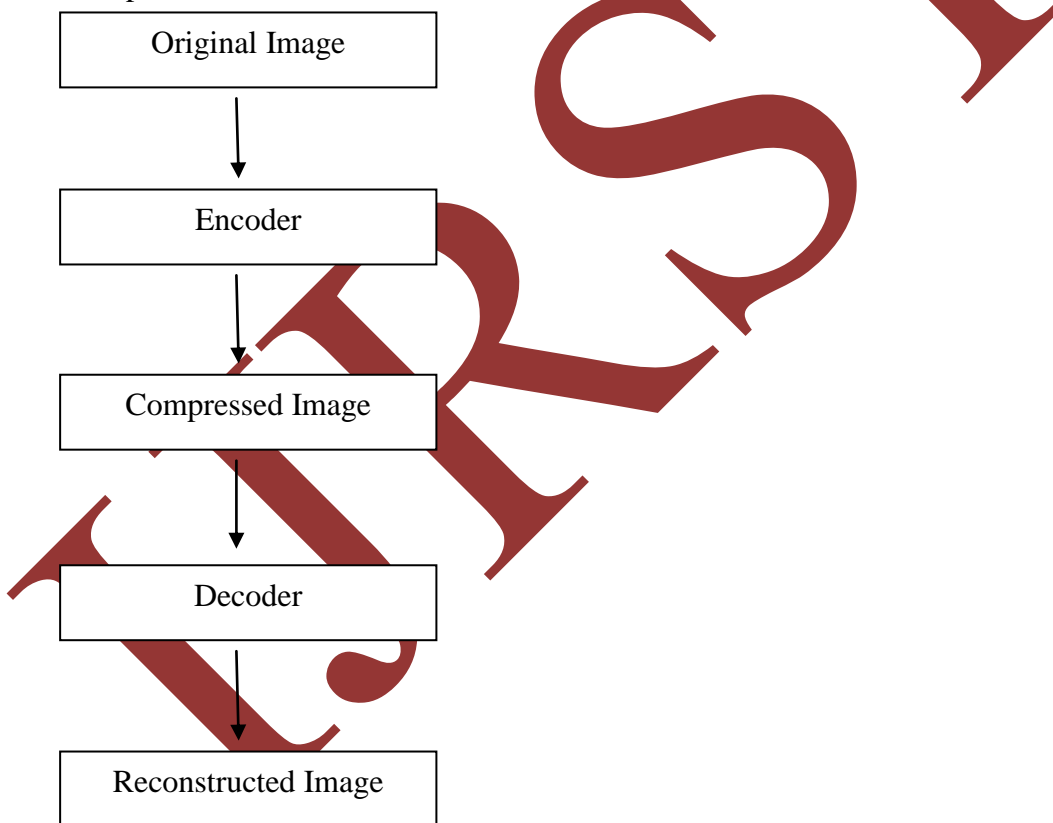 Original Image
Encoder
Compressed Image
Decoder
Reconstructed Image